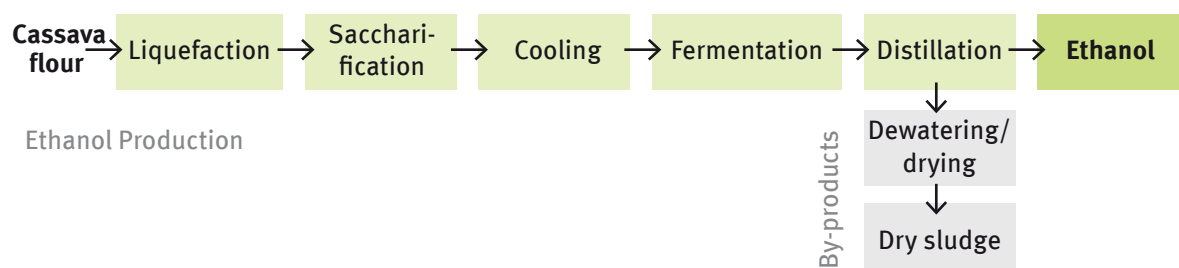 Cassava
flour
Liquefaction
Sacchari-
fication
Cooling
Fermentation
Distillation
Ethanol
Ethanol Production
By-products
Dewatering/
drying
Dry sludge